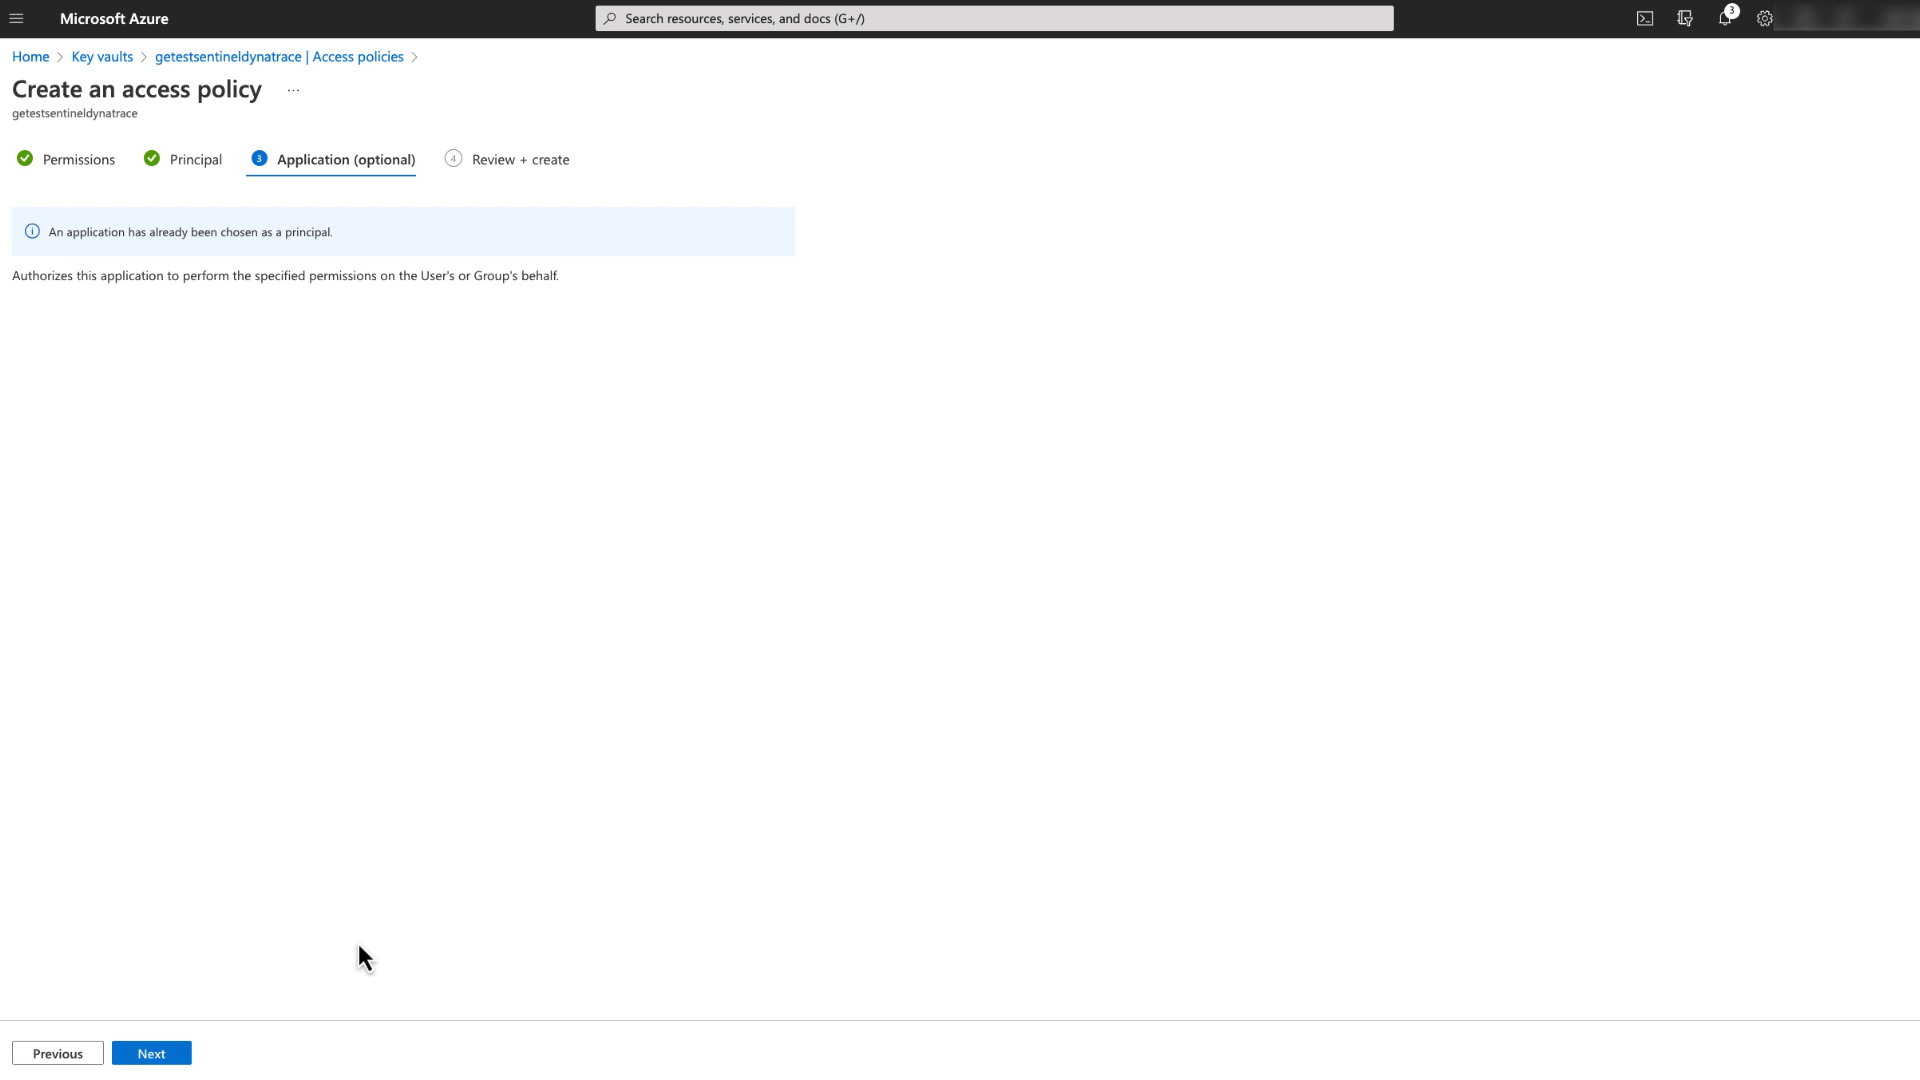 Microsoft Azure
Search resources, services, and docs (G+/)
3
Home > Key vaults > getestsentineldynatrace | Access policies >
Create an access policy ...
getestsentineldynatrace
Permissions
Principal
3 Application (optional)
4 Review + create
An application has already been chosen as a principal.
Authorizes this application to perform the specified permissions on the User's or Group's behalf.
Previous
Next